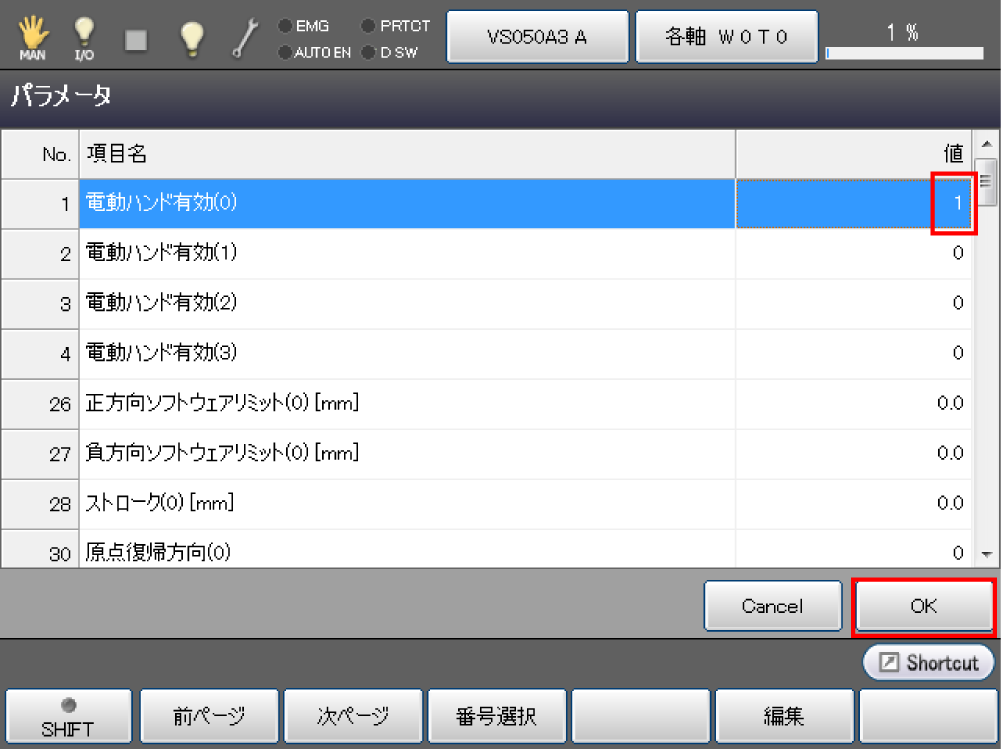 EMG PRTCT
MAN I/O AUTO EN D SW VS050A3 A 各軸 W 0 T 0 1 %
パラメータ
No. 項目名 値
1 電動ハンド有効(0) 1
2 電動ハンド有効(1) 0
3 電動ハンド有効(2) 0
4 電動ハンド有効(3) 0
26 正方向ソフトウェアリミット(0) [mm] 0.0
27 負方向ソフトウェアリミット(0) [mm] 0.0
28 ストローク(0) [mm] 0.0
30 原点復帰方向(0) 0
Cancel OK
Shortcut
SHIFT 前ページ 次ページ 番号選択 編集